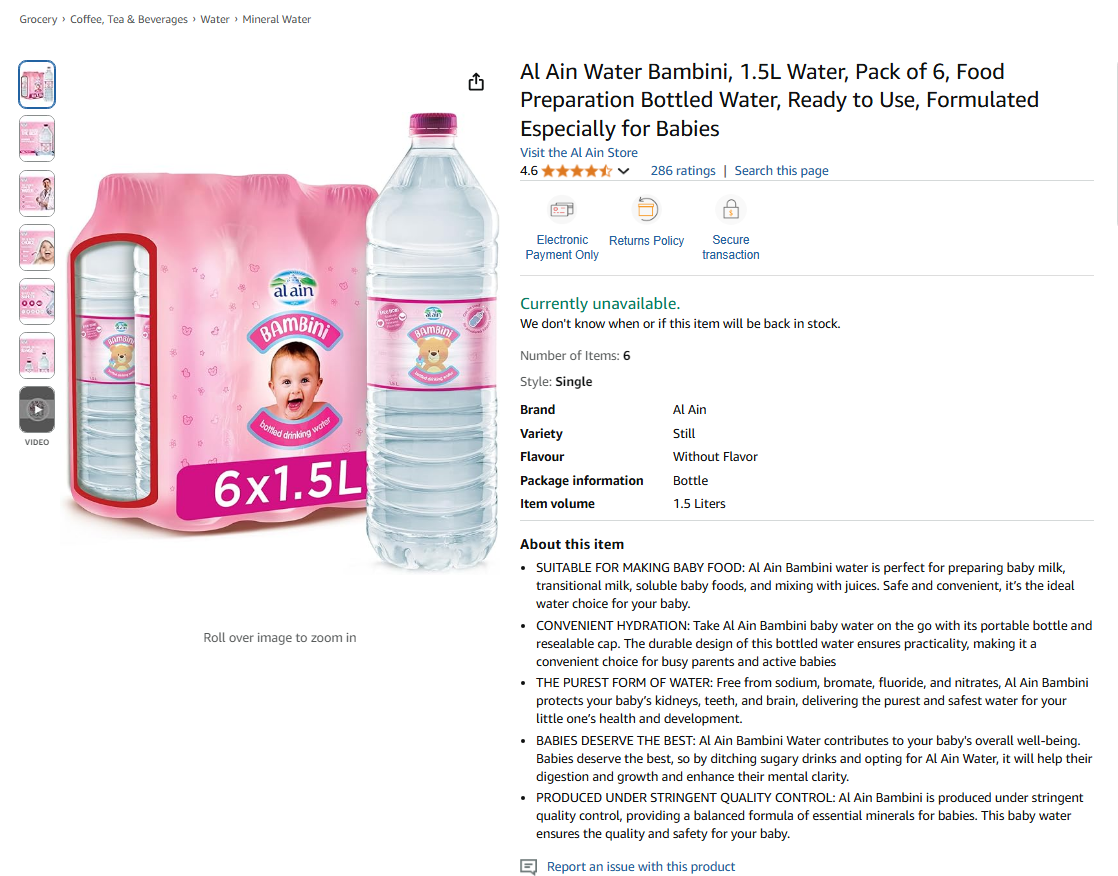 Grocery › Coffee, Tea & Beverages › Water › Mineral Water
VIDEO
al ain
BAMBINI
bottled drinking water
6x1.5L
al ain
BAMBINI
bottled drinking water
BAMBINI
Roll over image to zoom in
Al Ain Water Bambini, 1.5L Water, Pack of 6, Food
Preparation Bottled Water, Ready to Use, Formulated
Especially for Babies
Visit the Al Ain Store
4.6 286 ratings | Search this page
Electronic
Payment Only
Returns Policy
Secure
transaction
Currently unavailable.
We don't know when or if this item will be back in stock.
Number of Items: 6
Style: Single
Brand Al Ain
Variety Still
Flavour Without Flavor
Package information Bottle
Item volume 1.5 Liters
About this item
• SUITABLE FOR MAKING BABY FOOD: Al Ain Bambini water is perfect for preparing baby milk,
transitional milk, soluble baby foods, and mixing with juices. Safe and convenient, it’s the ideal
water choice for your baby.
• CONVENIENT HYDRATION: Take Al Ain Bambini baby water on the go with its portable bottle and
resealable cap. The durable design of this bottled water ensures practicality, making it a
convenient choice for busy parents and active babies
• THE PUREST FORM OF WATER: Free from sodium, bromate, fluoride, and nitrates, Al Ain Bambini
protects your baby’s kidneys, teeth, and brain, delivering the purest and safest water for your
little one’s health and development.
• BABIES DESERVE THE BEST: Al Ain Bambini Water contributes to your baby's overall well-being.
Babies deserve the best, so by ditching sugary drinks and opting for Al Ain Water, it will help their
digestion and growth and enhance their mental clarity.
• PRODUCED UNDER STRINGENT QUALITY CONTROL: Al Ain Bambini is produced under stringent
quality control, providing a balanced formula of essential minerals for babies. This baby water
ensures the quality and safety for your baby.
Report an issue with this product